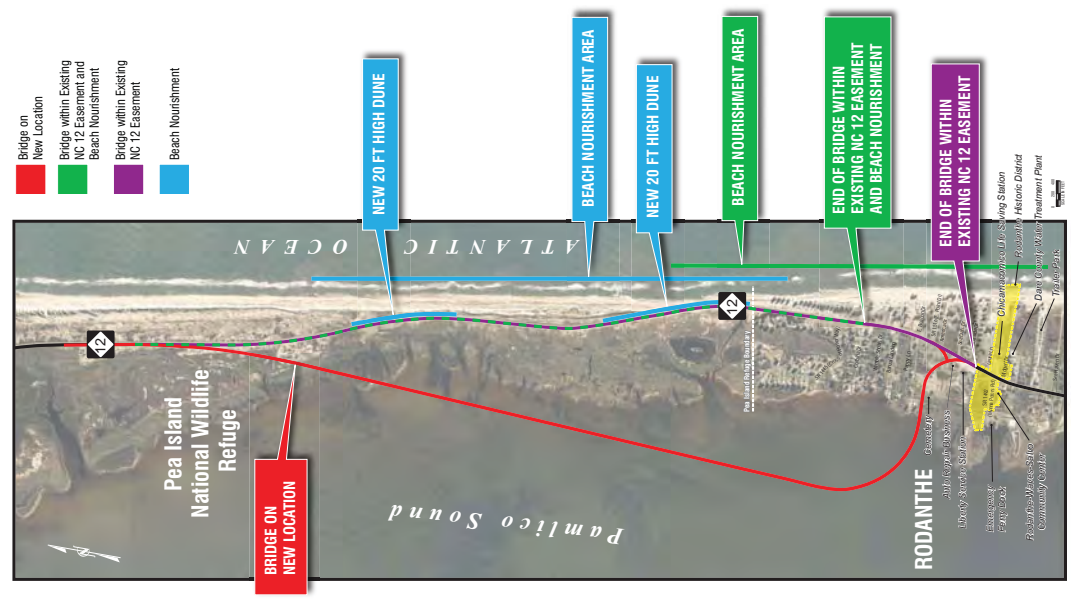 Bridge on
New Location
Bridge within Existing
NC 12 Easement and
Beach Nourishment
Bridge within Existing
NC 12 Easement
Beach Nourishment
NEW 20 FT HIGH DUNE
BEACH NOURISHMENT AREA
NEW 20 FT HIGH DUNE
BEACH NOURISHMENT AREA
END OF BRIDGE WITHIN
EXISTING NC 12 EASEMENT
AND BEACH NOURISHMENT
END OF BRIDGE WITHIN
EXISTING NC 12 EASEMENT
ATLANTIC OCEAN
12
12
Pea Island
National Wildlife
Refuge
Pea Island Refuge Boundary
BRIDGE ON
NEW LOCATION
Pamlico Sound
RODANTHE
Cemetery
Auto Repair Business
Liberty Service Station
Emergency
Ferry Dock
Rodanthe-Waves-Salvo
Community Center
Chicamacomico Life Saving Station
Rodanthe Historic District
Dare County Water Treatment Plant
Trailer Park
N